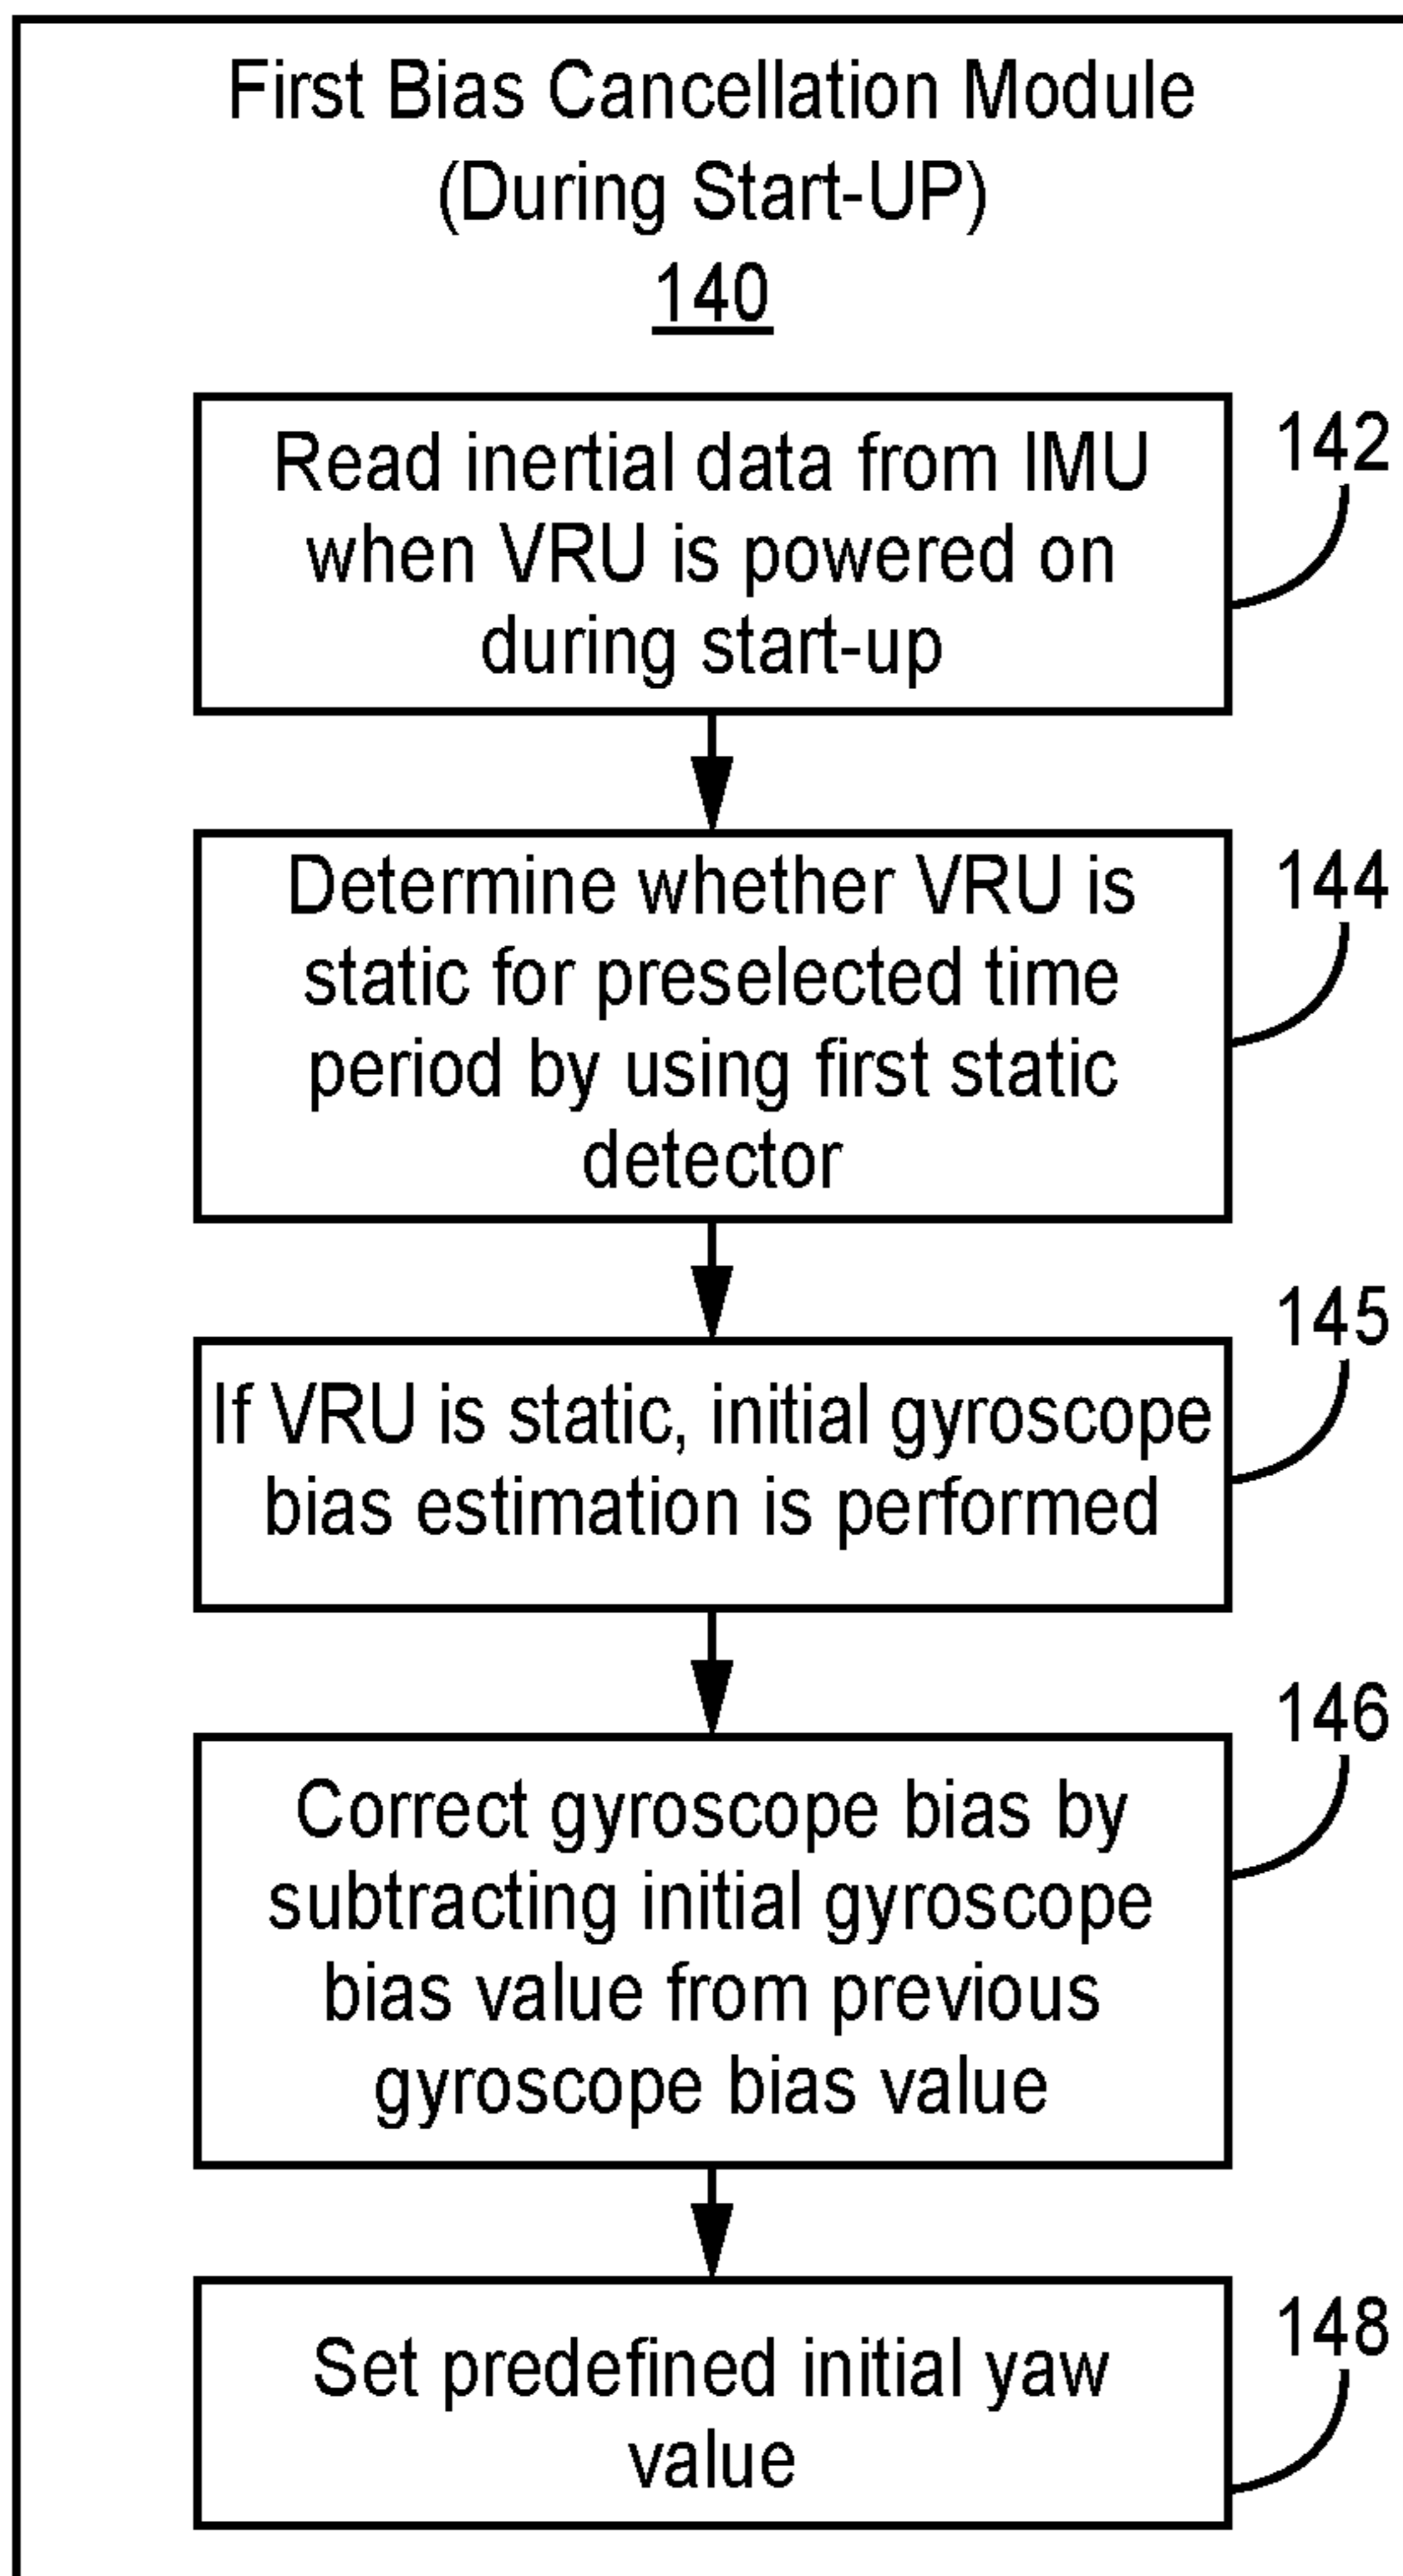 First Bias Cancellation Module
(During Start-UP)
140
Read inertial data from IMU
when VRU is powered on
during start-up
142
Determine whether VRU is
static for preselected time
period by using first static
detector
144
If VRU is static, initial gyroscope
bias estimation is performed
145
Correct gyroscope bias by
subtracting initial gyroscope
bias value from previous
gyroscope bias value
146
Set predefined initial yaw
value
148